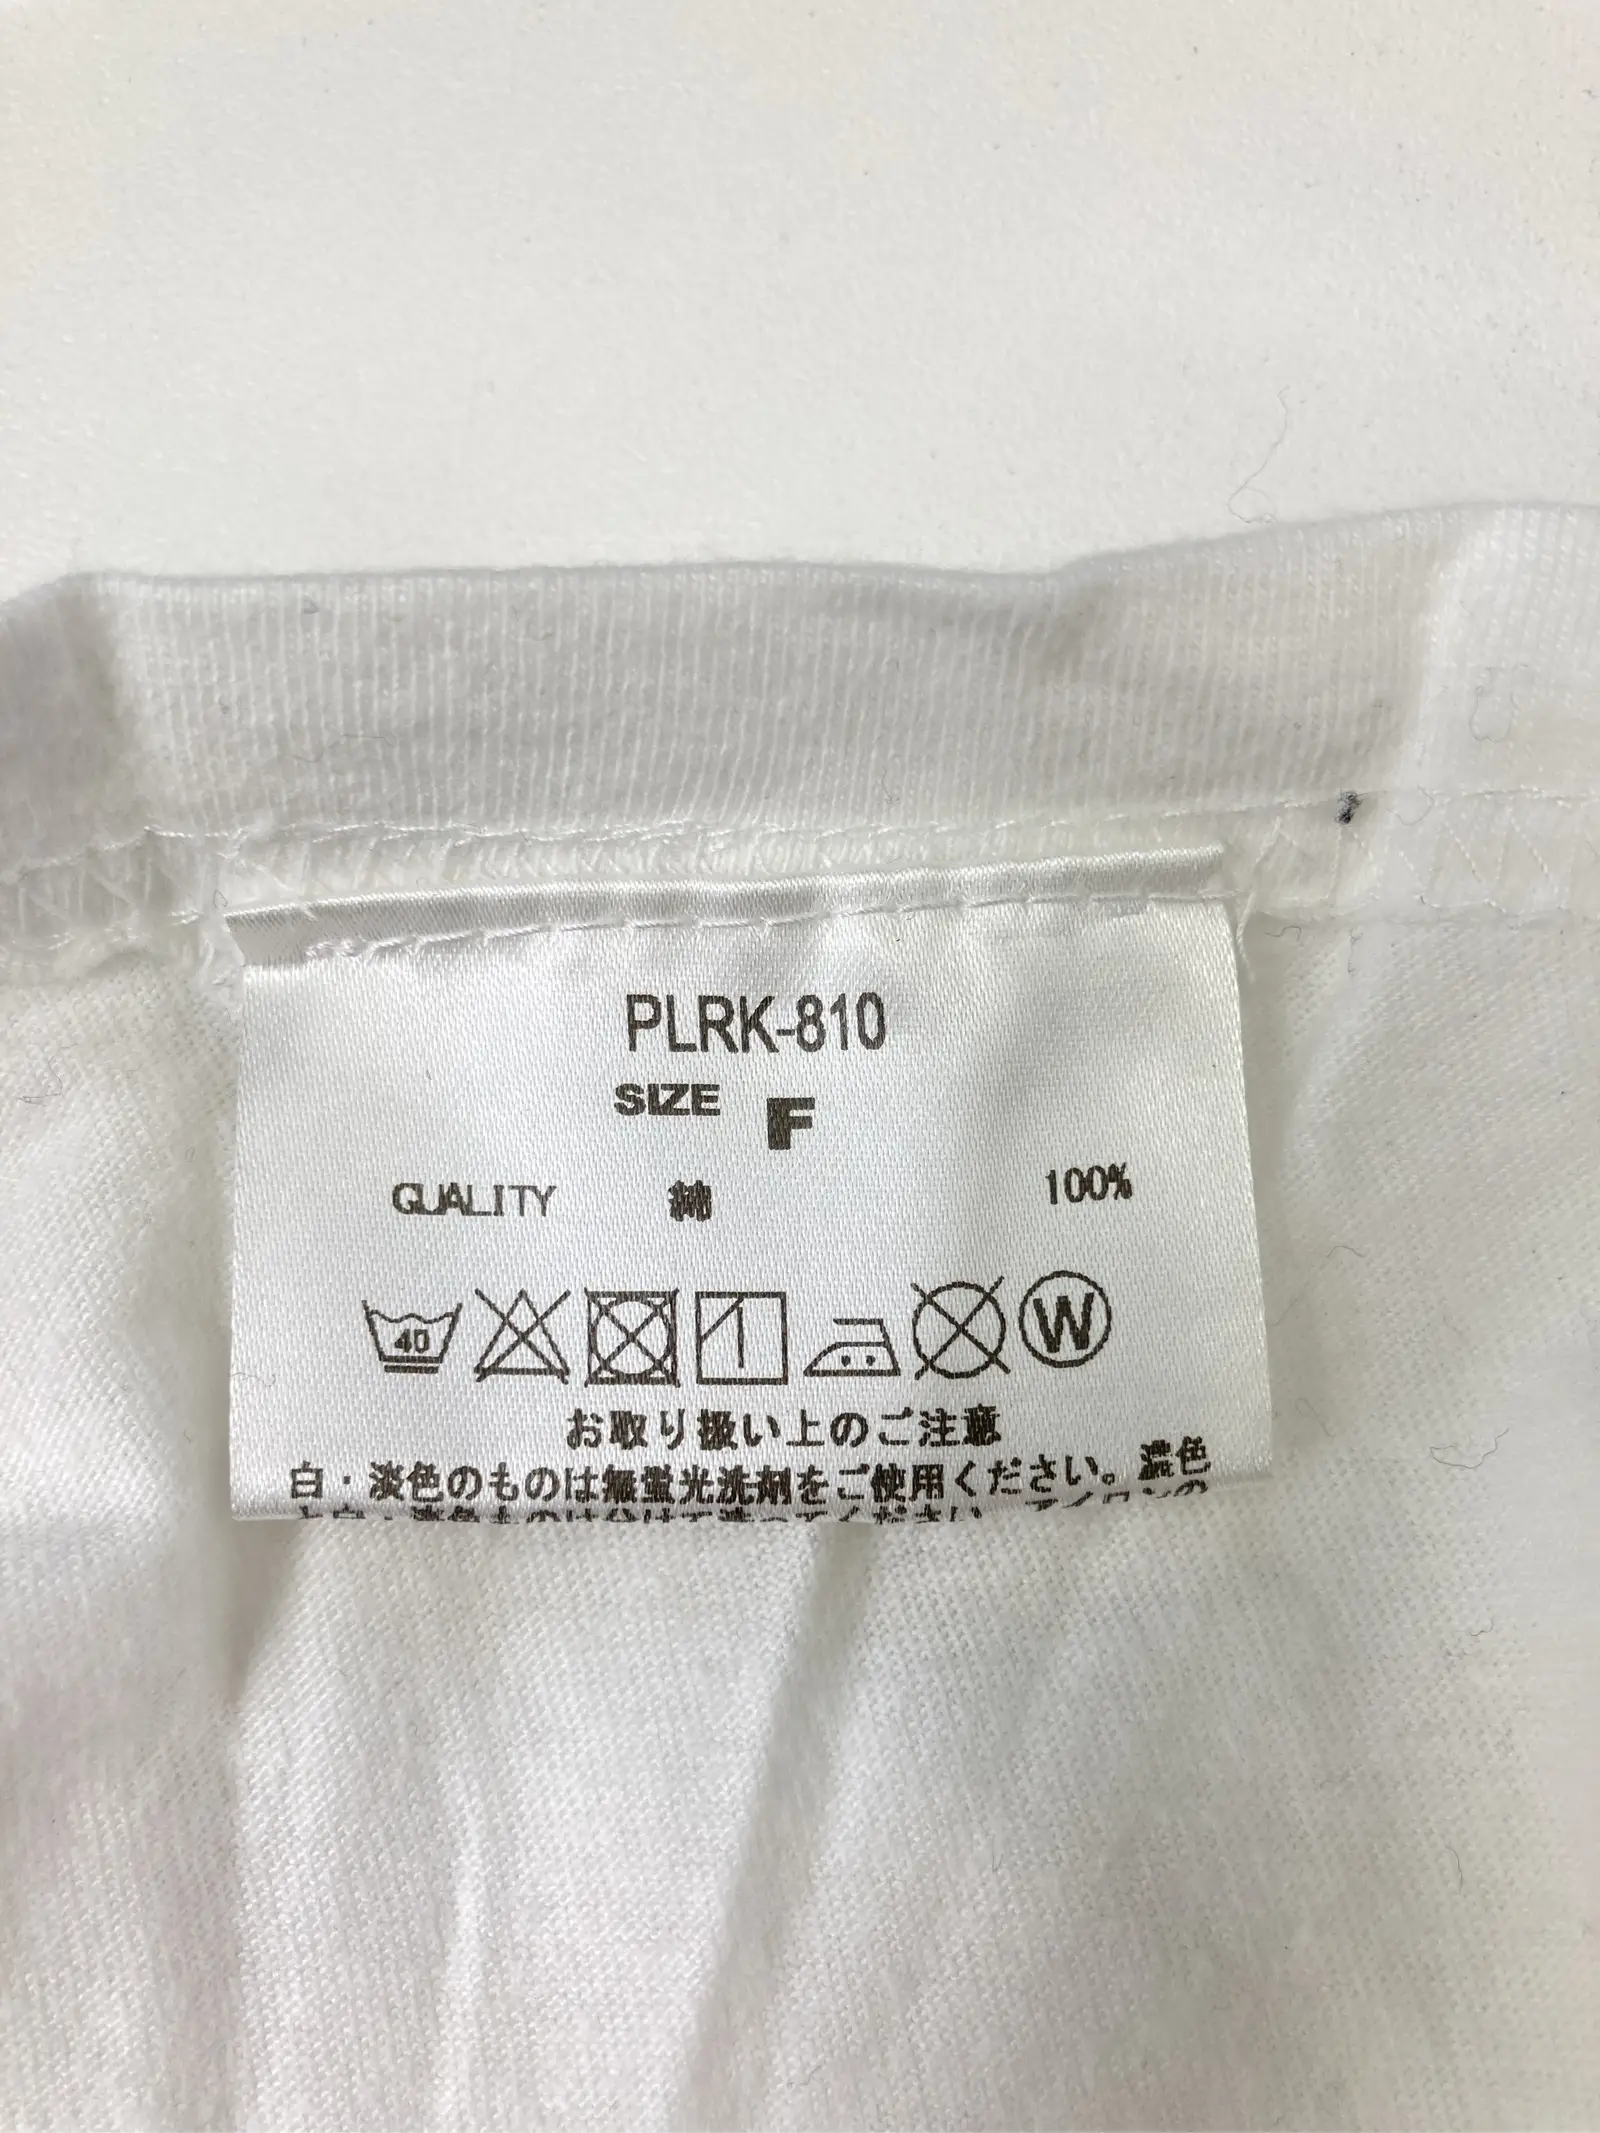 PLRK-810
SIZE F
QUALITY 綿 100%
40
W
お取り扱い上のご注意
白・淡色のものは無蛍光洗剤をご使用ください。濃色